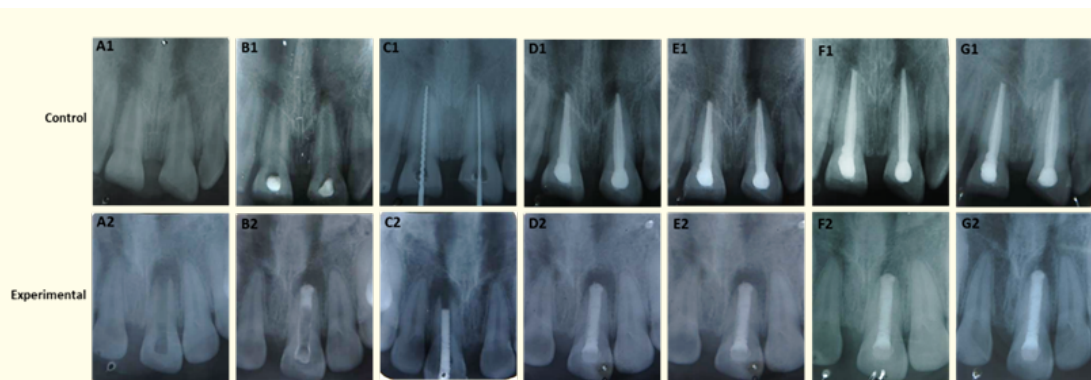 A1 B1 C1 D1 E1 F1 G1
Control
A2 B2 C2 D2 E2 F2 G2
Experimental